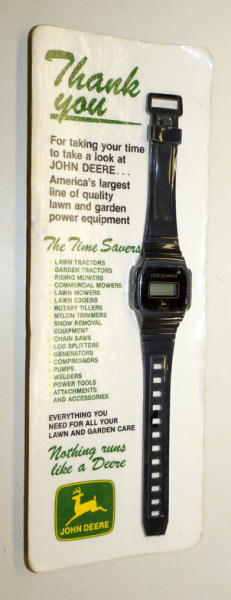 Thank
you
For taking your time
to take a look at
JOHN DEERE...
America's largest
line of quality
lawn and garden
power equipment
The Time Savers
LAWN TRACTORS
GARDEN TRACTORS
RIDING MOWERS
COMMERCIAL MOWERS
LAWN MOWERS
LAWN EDGERS
ROTARY TILLERS
NYLON TRIMMERS
SNOW REMOVAL
EQUIPMENT
CHAIN SAWS
LOG SPLITTERS
GENERATORS
COMPRESSORS
PUMPS
WELDERS
POWER TOOLS
ATTACHMENTS
AND ACCESSORIES
EVERYTHING YOU
NEED FOR ALL YOUR
LAWN AND GARDEN CARE
Nothing runs
like a Deere
JOHN DEERE
LCD QUARTZ